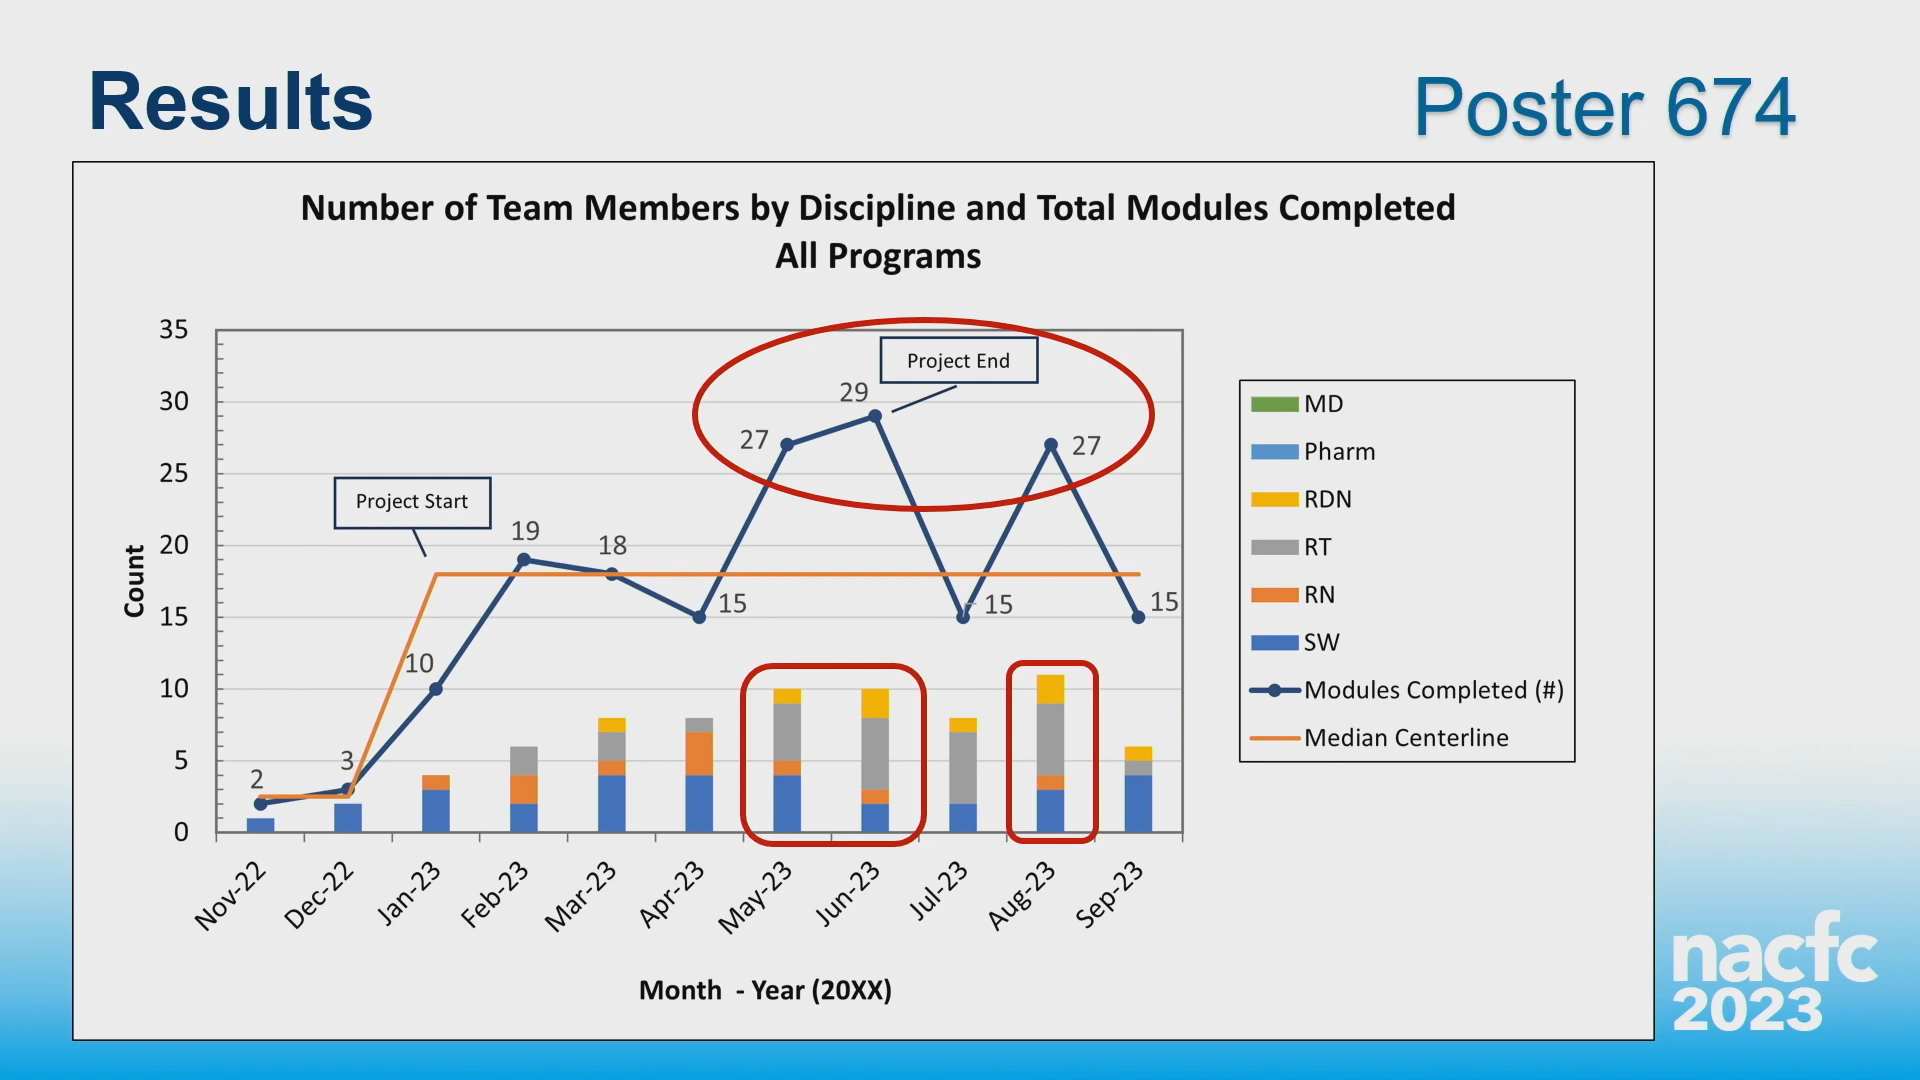 Results
Poster 674
Number of Team Members by Discipline and Total Modules Completed
All Programs
Count
35
30
25
20
15
10
5
0
Project Start
Project End
2
3
10
19
18
15
27
29
15
27
15
Nov-22
Dec-22
Jan-23
Feb-23
Mar-23
Apr-23
May-23
Jun-23
Jul-23
Aug-23
Sep-23
Month - Year (20XX)
MD
Pharm
RDN
RT
RN
SW
Modules Completed (#)
Median Centerline
nacfc
2023